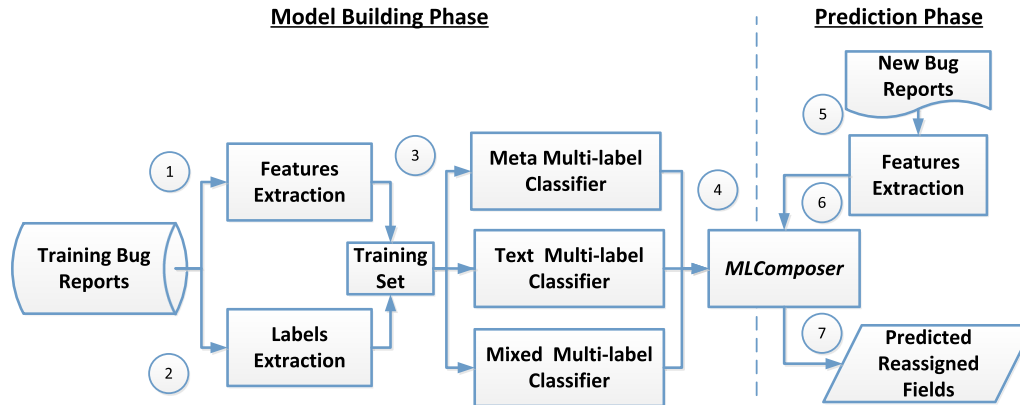 Model Building Phase
Prediction Phase
New Bug
Reports
5
1
Features
Extraction
3
Meta Multi-label
Classifier
4
Features
Extraction
6
Training Bug
Reports
Training
Set
Text Multi-label
Classifier
MLComposer
2
Labels
Extraction
Mixed Multi-label
Classifier
7
Predicted
Reassigned
Fields